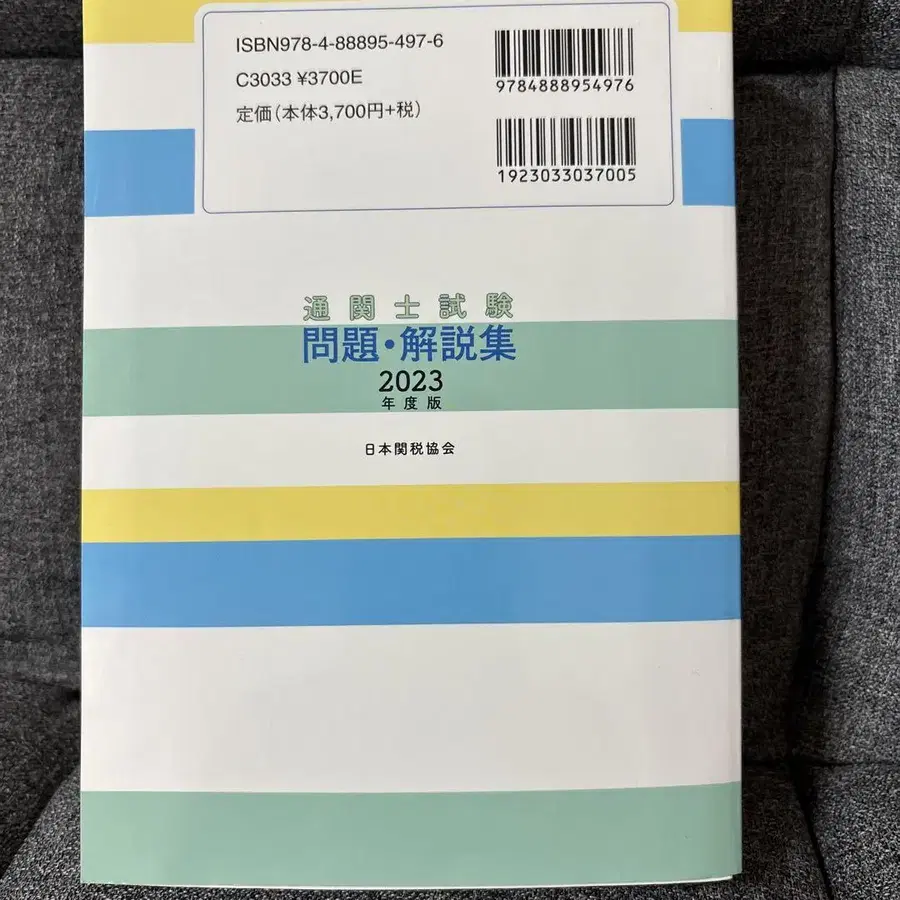 ISBN978-4-88895-497-6
C3033 ¥3700E
定価(本体3,700円+税)
9784888954976
1923033037005
通関士試験
問題・解説集
2023
年度版
日本関税協会